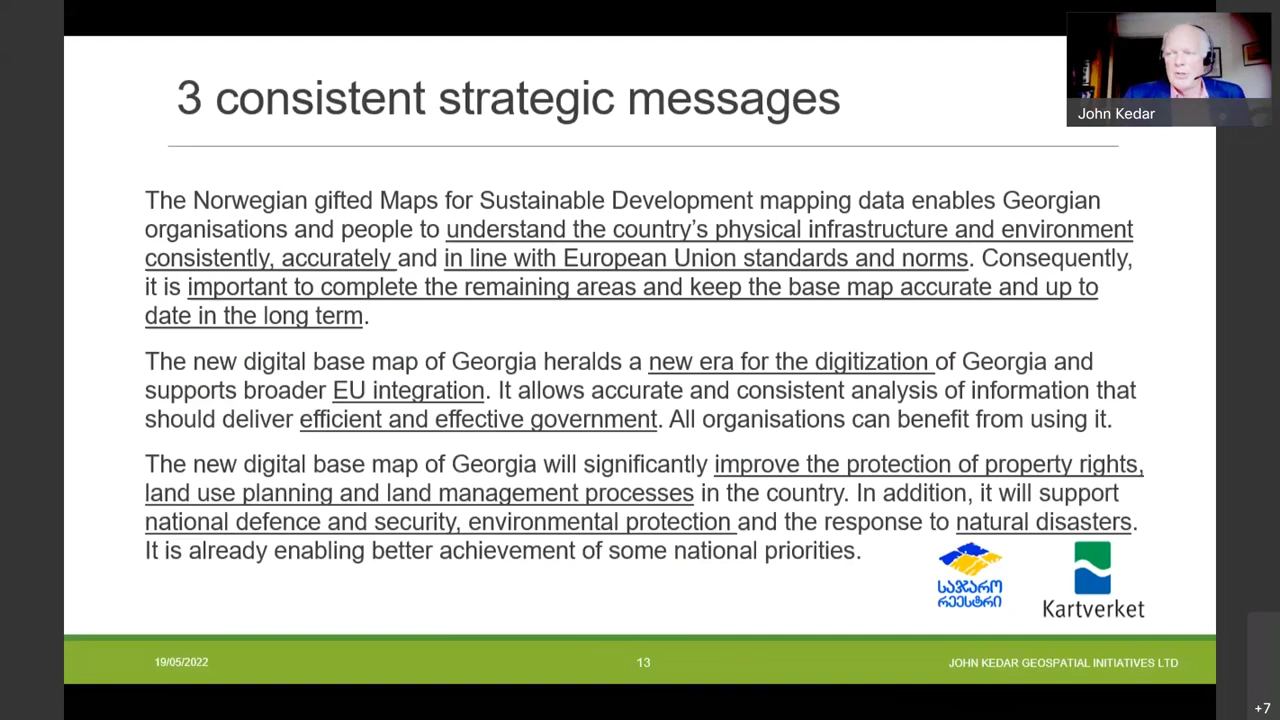 3 consistent strategic messages
John Kedar
The Norwegian gifted Maps for Sustainable Development mapping data enables Georgian
organisations and people to understand the country’s physical infrastructure and environment
consistently, accurately and in line with European Union standards and norms. Consequently,
it is important to complete the remaining areas and keep the base map accurate and up to
date in the long term.
The new digital base map of Georgia heralds a new era for the digitization of Georgia and
supports broader EU integration. It allows accurate and consistent analysis of information that
should deliver efficient and effective government. All organisations can benefit from using it.
The new digital base map of Georgia will significantly improve the protection of property rights,
land use planning and land management processes in the country. In addition, it will support
national defence and security, environmental protection and the response to natural disasters.
It is already enabling better achievement of some national priorities.
საჯარო
რეესტრი
Kartverket
19/05/2022
13
JOHN KEDAR GEOSPATIAL INITIATIVES LTD
+7